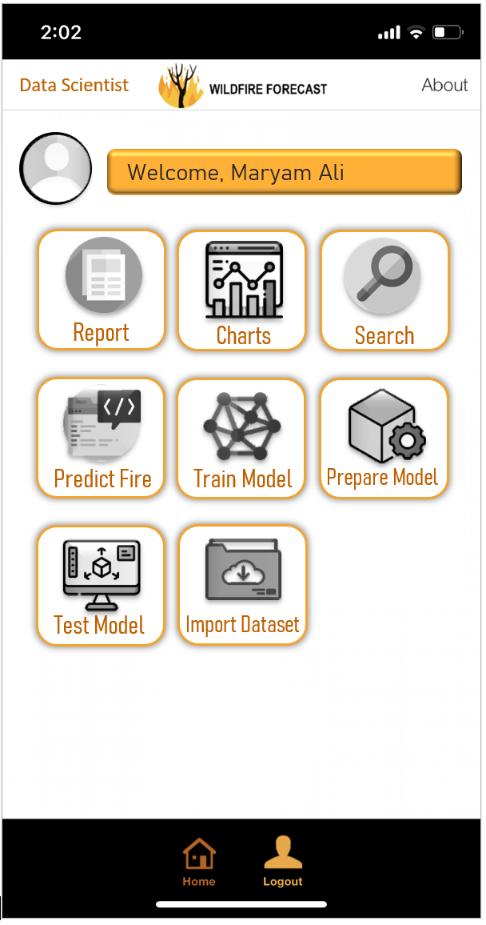 2:02
Data Scientist WILDFIRE FORECAST About
Welcome, Maryam Ali
Report Charts Search
</>
Predict Fire Train Model Prepare Model
Test Model Import Dataset
Home Logout